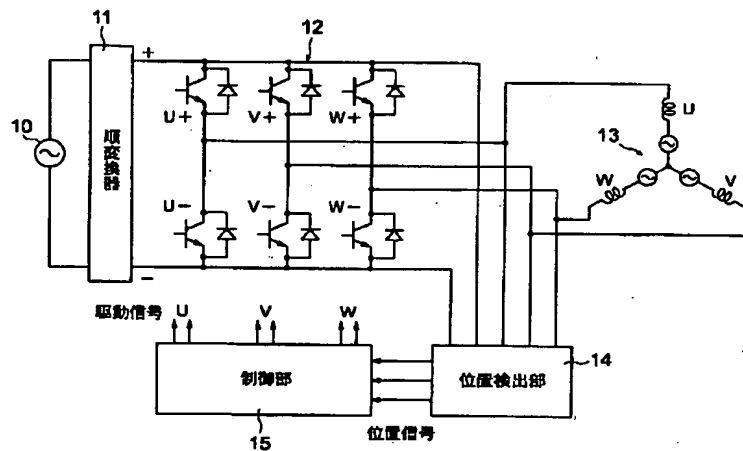 11
+
12
10
順変換器
U+
V+
W+
U
13
W
V
U-
V-
W-
-
駆動信号
U
V
W
制御部
位置検出部
14
15
位置信号